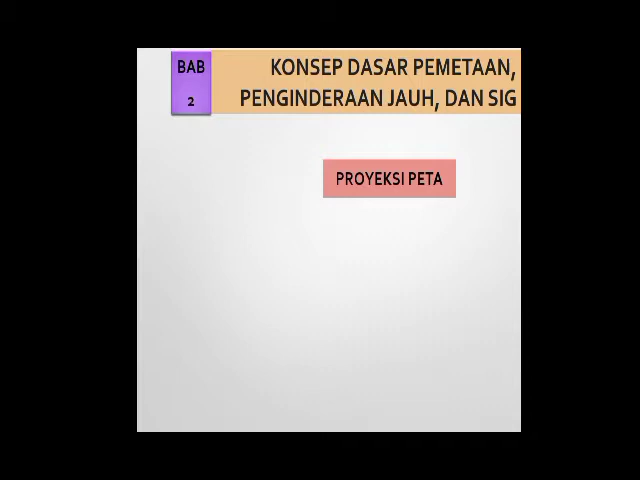 BAB
2
KONSEP DASAR PEMETAAN,
PENGINDERAAN JAUH, DAN SIG
PROYEKSI PETA